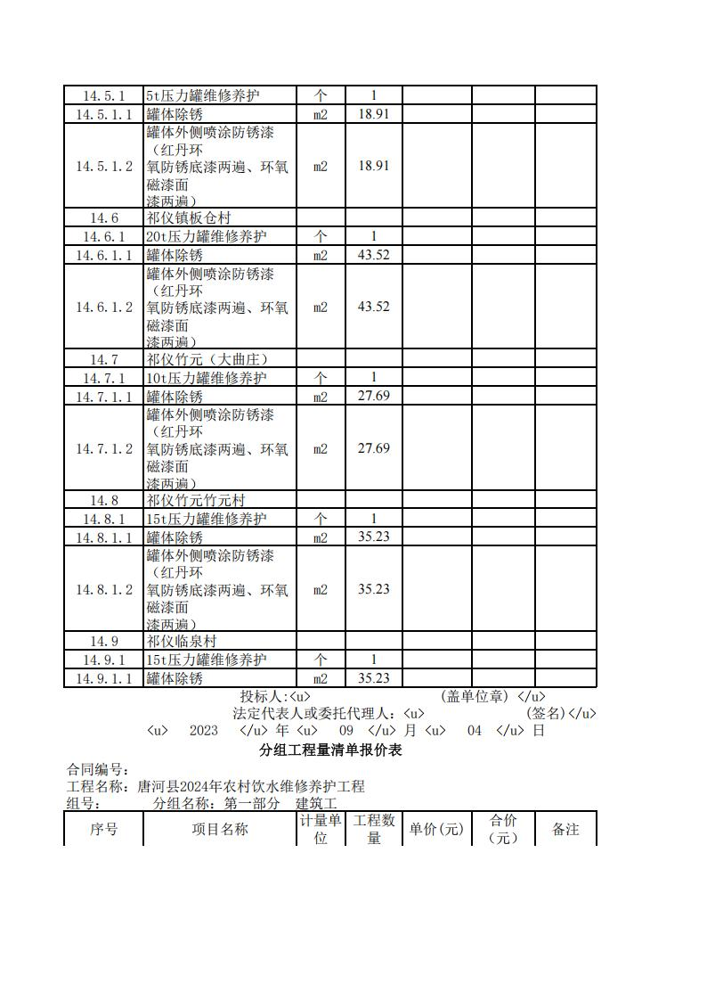 14.5.1 5t压力罐维修养护 个 1
14.5.1.1 罐体除锈 m2 18.91
罐体外侧喷涂防锈漆
（红丹环
14.5.1.2 氧防锈底漆两遍、环氧 m2 18.91
磁漆面
漆两遍）
14.6 祁仪镇板仓村
14.6.1 20t压力罐维修养护 个 1
14.6.1.1 罐体除锈 m2 43.52
罐体外侧喷涂防锈漆
（红丹环
14.6.1.2 氧防锈底漆两遍、环氧 m2 43.52
磁漆面
漆两遍）
14.7 祁仪竹元（大曲庄）
14.7.1 10t压力罐维修养护 个 1
14.7.1.1 罐体除锈 m2 27.69
罐体外侧喷涂防锈漆
（红丹环
14.7.1.2 氧防锈底漆两遍、环氧 m2 27.69
磁漆面
漆两遍）
14.8 祁仪竹元竹元村
14.8.1 15t压力罐维修养护 个 1
14.8.1.1 罐体除锈 m2 35.23
罐体外侧喷涂防锈漆
（红丹环
14.8.1.2 氧防锈底漆两遍、环氧 m2 35.23
磁漆面
漆两遍）
14.9 祁仪临泉村
14.9.1 15t压力罐维修养护 个 1
14.9.1.1 罐体除锈 m2 35.23
投标人:<u> (盖单位章) </u>
法定代表人或委托代理人: <u> (签名)</u>
<u> 2023 </u> 年 <u> 09 </u> 月 <u> 04 </u> 日
分组工程量清单报价表
合同编号:
工程名称: 唐河县2024年农村饮水维修养护工程
组号: 分组名称: 第一部分 建筑工
序号 项目名称 计量单位 工程数量 单价(元) 合价（元） 备注